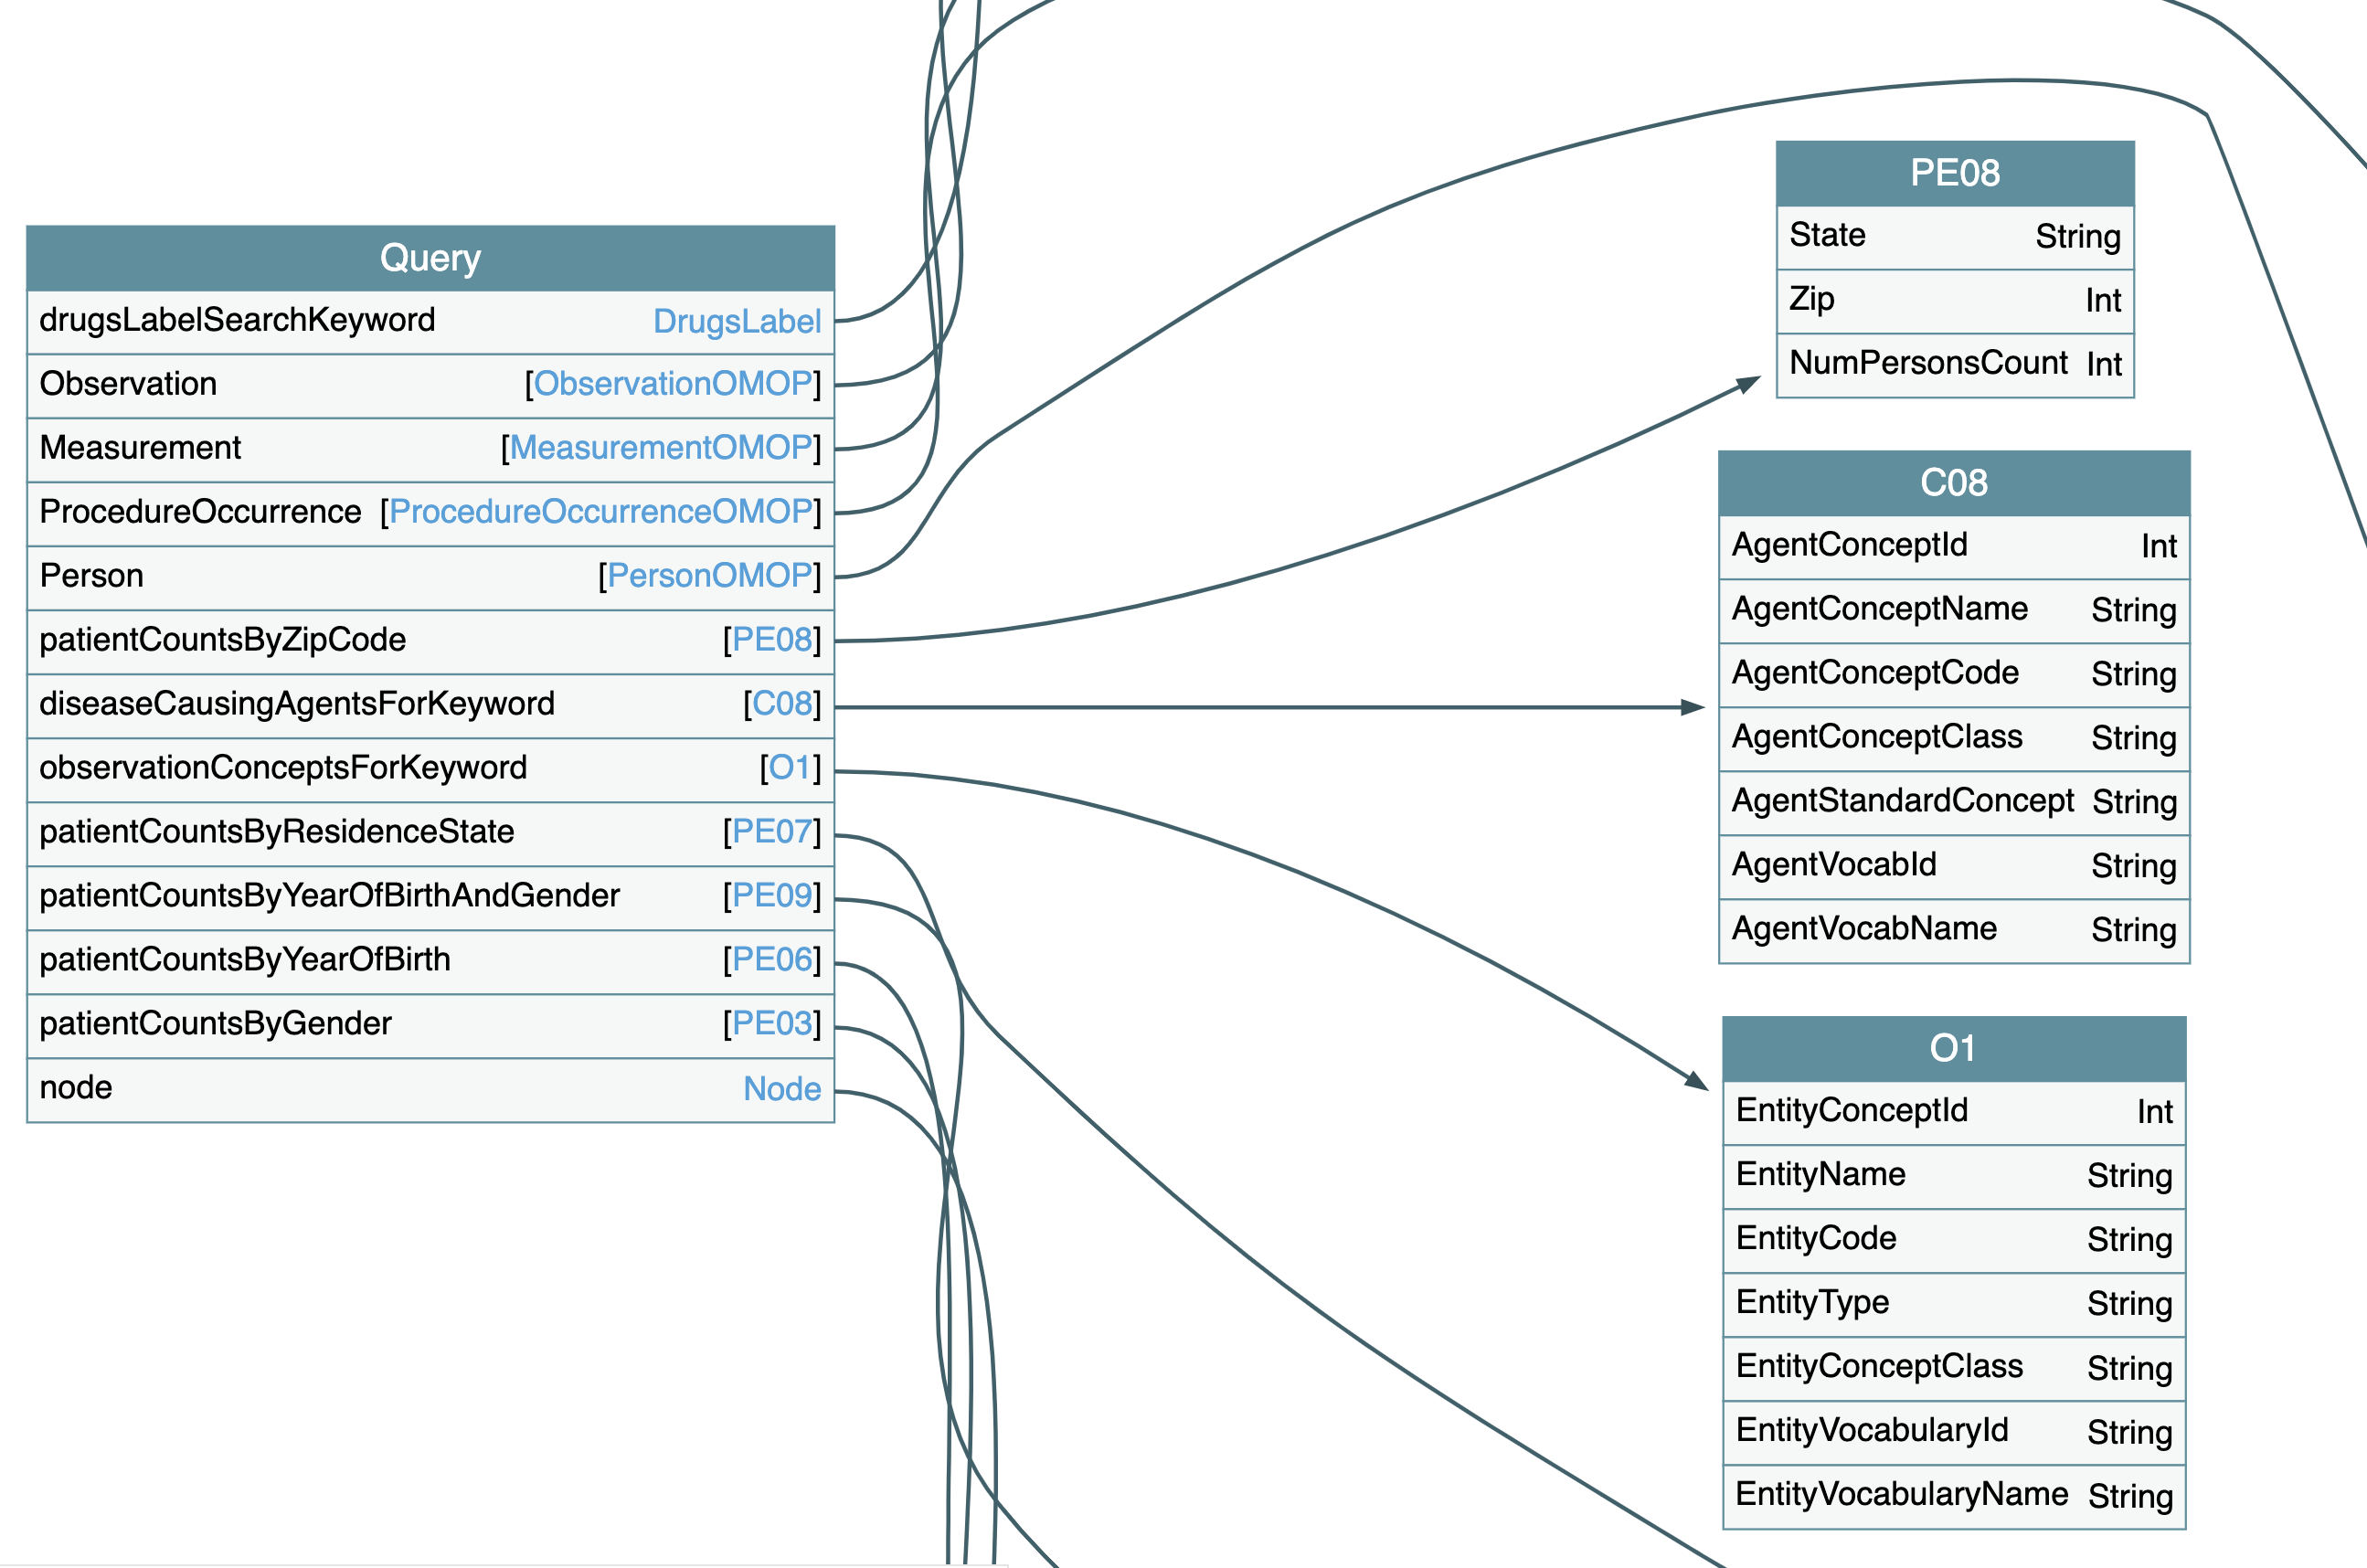 Query
drugsLabelSearchKeyword DrugsLabel
Observation [ObservationOMOP]
Measurement [MeasurementOMOP]
ProcedureOccurrence [ProcedureOccurrenceOMOP]
Person [PersonOMOP]
patientCountsByZipCode [PE08]
diseaseCausingAgentsForKeyword [C08]
observationConceptsForKeyword [O1]
patientCountsByResidenceState [PE07]
patientCountsByYearOfBirthAndGender [PE09]
patientCountsByYearOfBirth [PE06]
patientCountsByGender [PE03]
node Node
PE08
State String
Zip Int
NumPersonsCount Int
C08
AgentConceptId Int
AgentConceptName String
AgentConceptCode String
AgentConceptClass String
AgentStandardConcept String
AgentVocabId String
AgentVocabName String
O1
EntityConceptId Int
EntityName String
EntityCode String
EntityType String
EntityConceptClass String
EntityVocabularyId String
EntityVocabularyName String